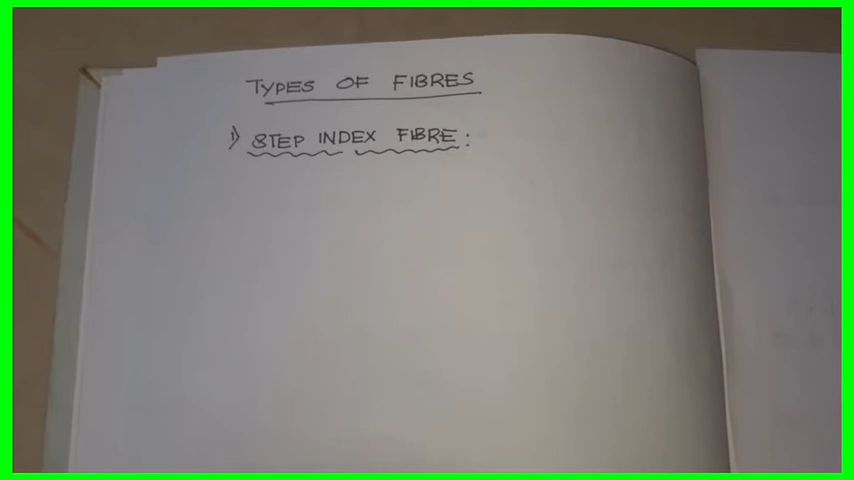 TYPES OF FIBRES
1) STEP INDEX FIBRE: